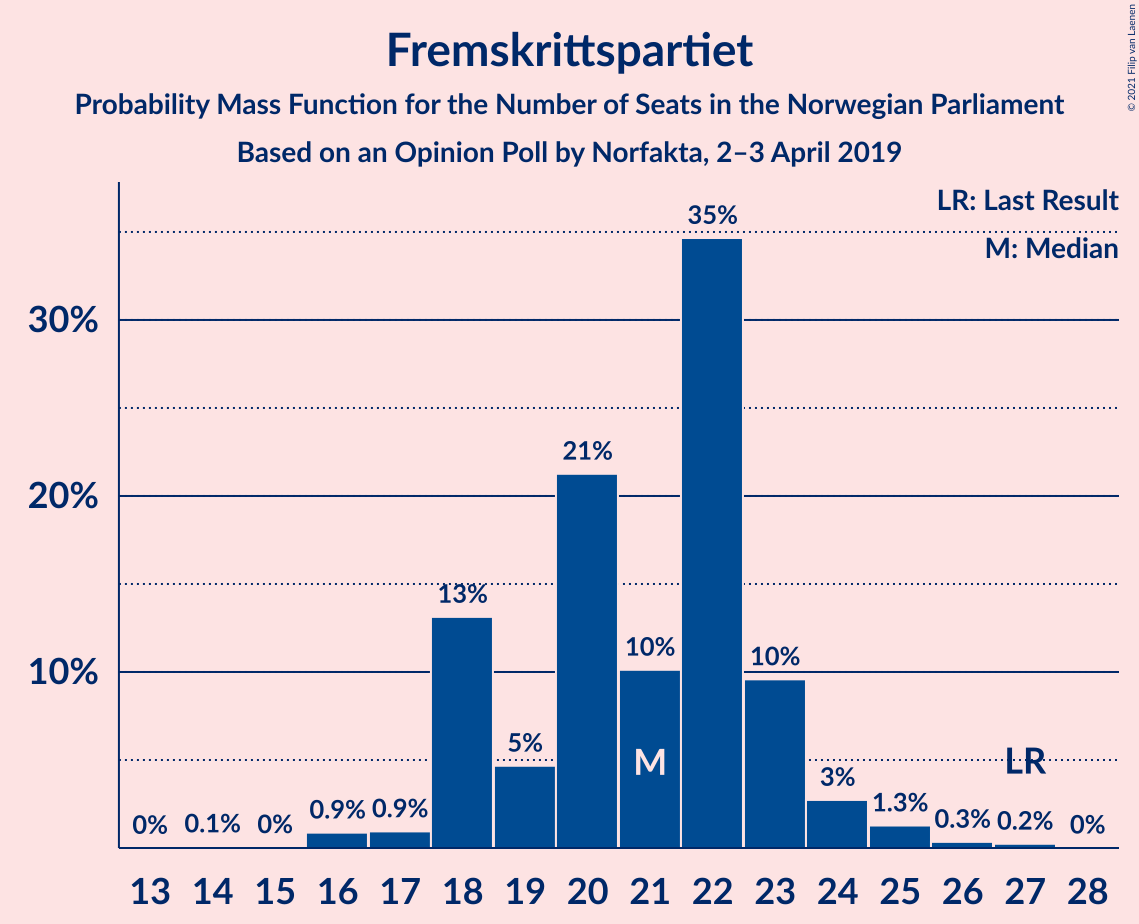 Fremskrittspartiet
Probability Mass Function for the Number of Seats in the Norwegian Parliament
Based on an Opinion Poll by Norfakta, 2–3 April 2019
© 2021 Filip van Laenen
LR: Last Result
M: Median
35%
30%
21%
20%
13%
10%
10%
10%
5%
M
LR
3%
0%
0.1%
0%
0.9%
0.9%
1.3%
0.3%
0.2%
0%
13 14 15 16 17 18 19 20 21 22 23 24 25 26 27 28